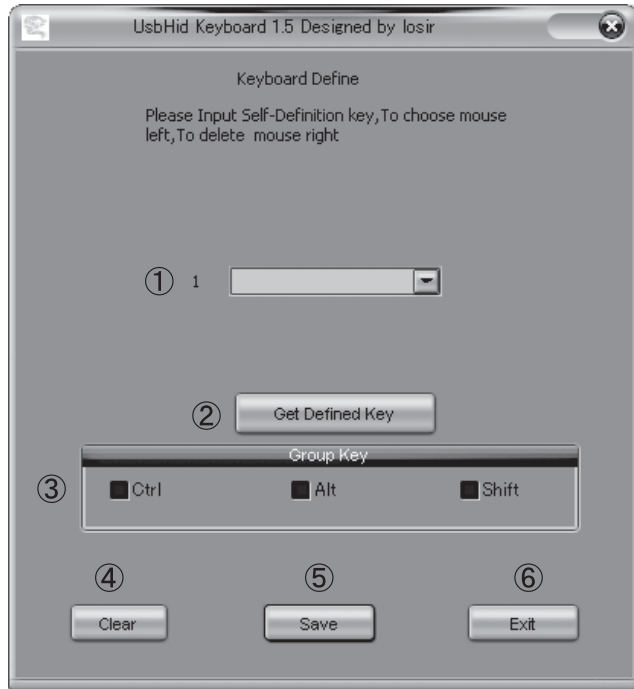 UsbHid Keyboard 1.5 Designed by losir
Keyboard Define
Please Input Self-Definition key,To choose mouse
left,To delete mouse right
① 1
② Get Defined Key
Group Key
③ Ctrl Alt Shift
④ ⑤ ⑥
Clear Save Exit